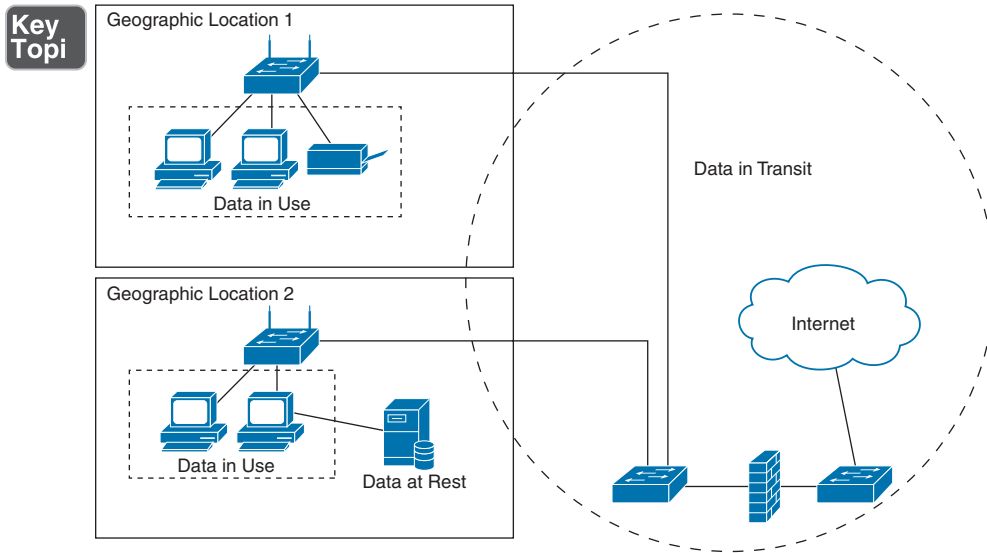 Key
Topi
Geographic Location 1
Data in Use
Data in Transit
Geographic Location 2
Internet
Data in Use
Data at Rest